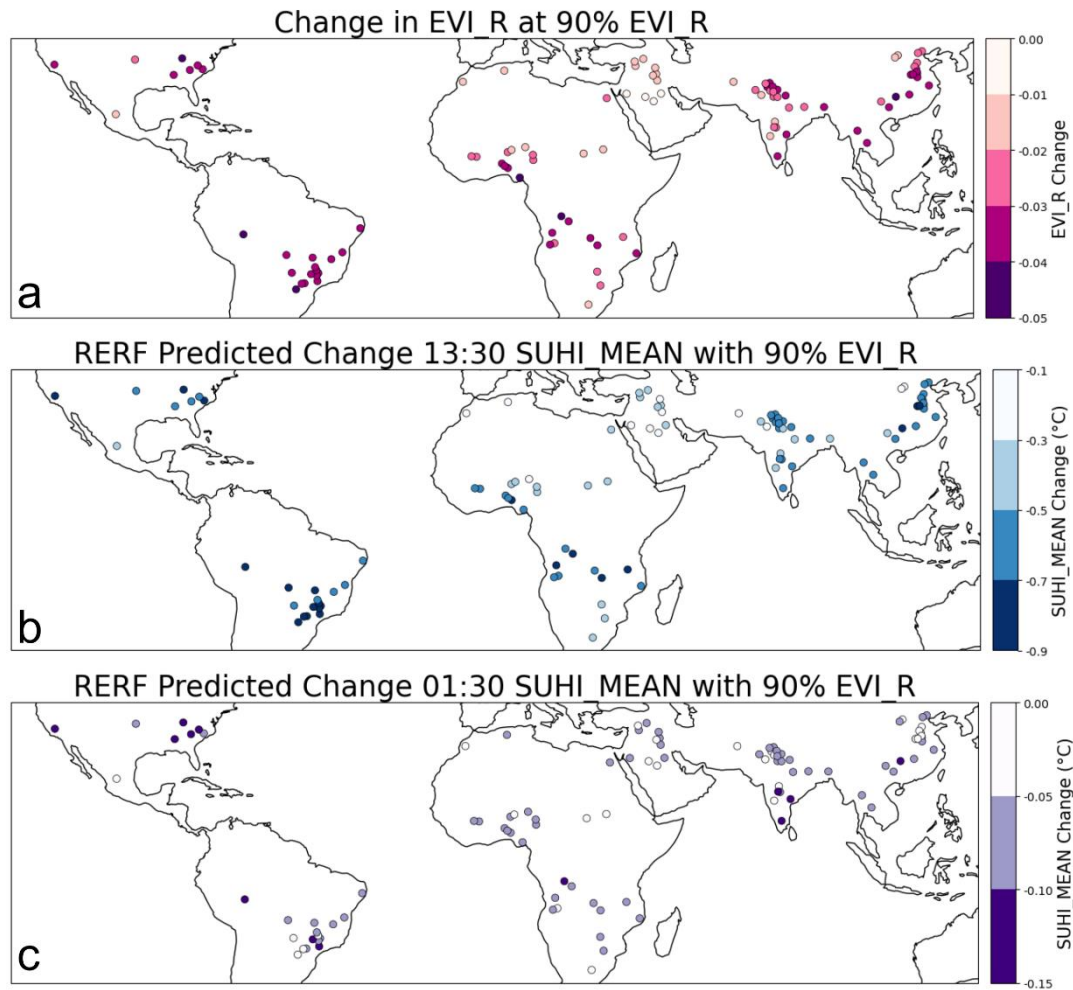 Change in EVI_R at 90% EVI_R
0.00
-0.01
-0.02
-0.03
-0.04
-0.05
EVI_R Change
a
RERF Predicted Change 13:30 SUHI_MEAN with 90% EVI_R
-0.1
-0.3
-0.5
-0.7
-0.9
SUHI_MEAN Change (°C)
b
RERF Predicted Change 01:30 SUHI_MEAN with 90% EVI_R
0.00
-0.05
-0.10
-0.15
SUHI_MEAN Change (°C)
c